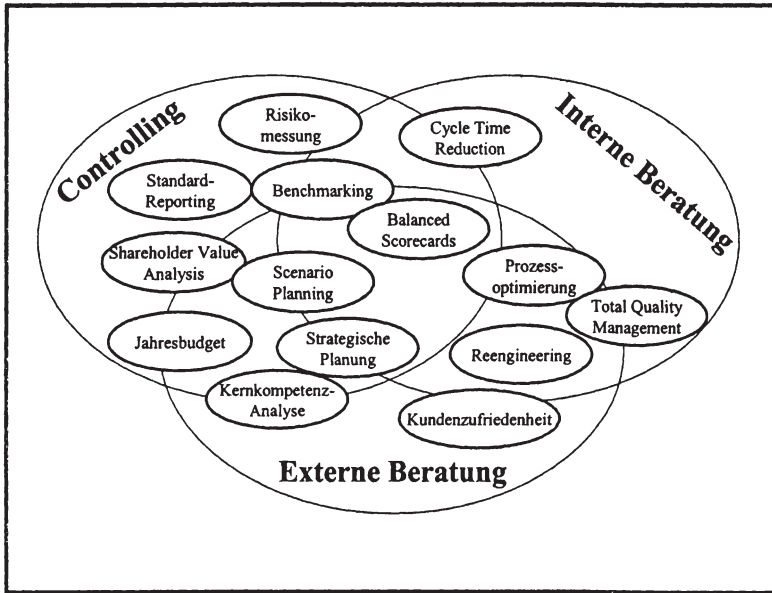 Controlling
Interne Beratung
Risiko-
messung
Cycle Time
Reduction
Standard-
Reporting
Benchmarking
Balanced
Scorecards
Shareholder Value
Analysis
Scenario
Planning
Prozess-
optimierung
Total Quality
Management
Jahresbudget
Strategische
Planung
Reengineering
Kernkompetenz-
Analyse
Kundenzufriedenheit
Externe Beratung